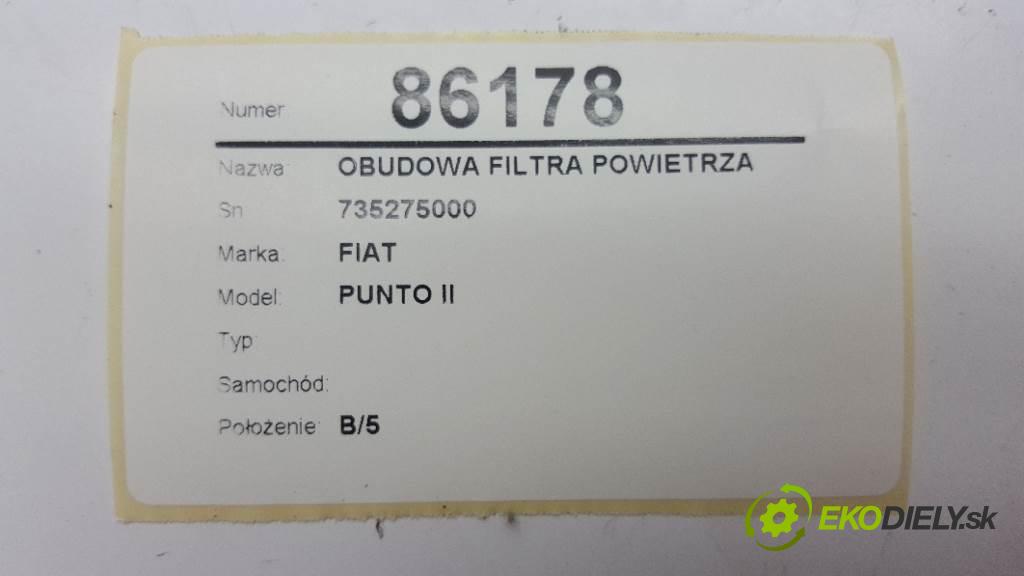 Numer 86178
Nazwa: OBUDOWA FILTRA POWIETRZA
Sn 735275000
Marka: FIAT
Model: PUNTO II
Typ
Samochód:
Położenie: B/5
EKODIELY.sk